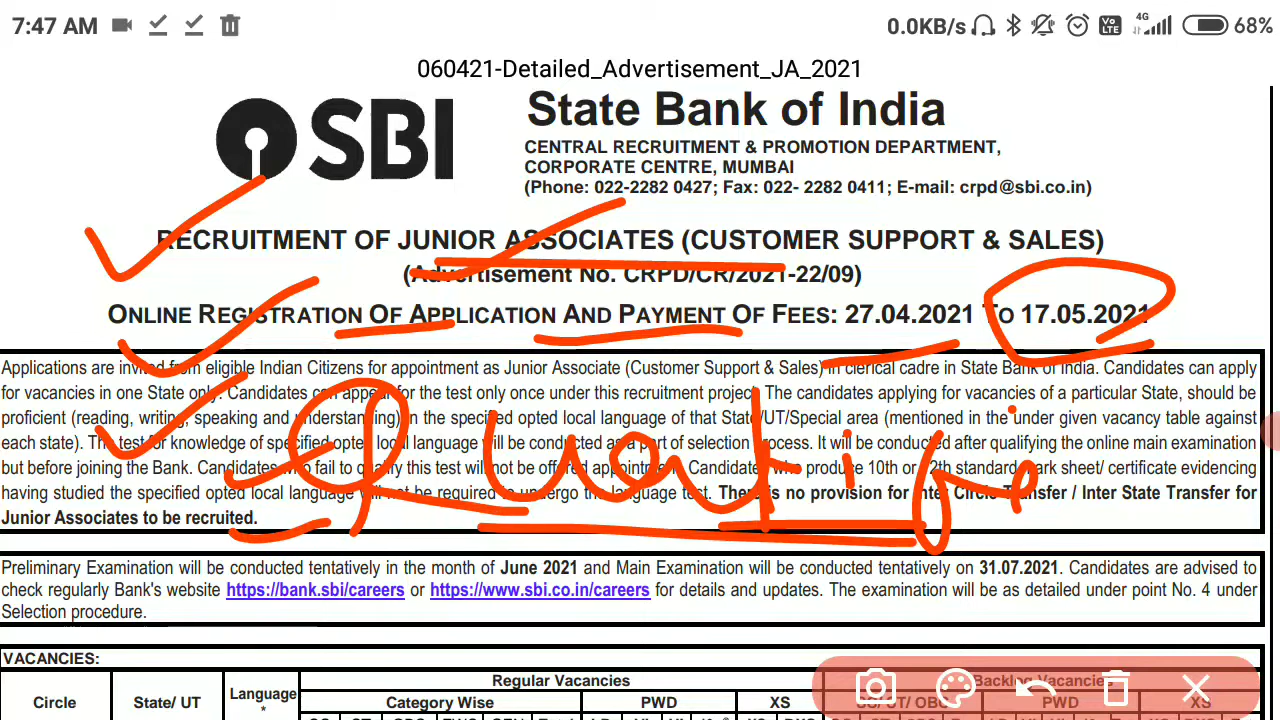 7:47 AM 0.0KB/s Vo LTE 4G 68%
060421-Detailed_Advertisement_JA_2021
SBI State Bank of India
CENTRAL RECRUITMENT & PROMOTION DEPARTMENT,
CORPORATE CENTRE, MUMBAI
(Phone: 022-2282 0427; Fax: 022- 2282 0411; E-mail: crpd@sbi.co.in)
RECRUITMENT OF JUNIOR ASSOCIATES (CUSTOMER SUPPORT & SALES)
(Advertisement No. CRPD/CR/2021-22/09)
ONLINE REGISTRATION OF APPLICATION AND PAYMENT OF FEES: 27.04.2021 TO 17.05.2021
Applications are invited from eligible Indian Citizens for appointment as Junior Associate (Customer Support & Sales) in clerical cadre in State Bank of India. Candidates can apply
for vacancies in one State only. Candidates can appear for the test only once under this recruitment project. The candidates applying for vacancies of a particular State, should be
proficient (reading, writing, speaking and understanding) in the specified opted local language of that State/UT/Special area (mentioned in the under given vacancy table against
each state). The test for knowledge of specified opted local language will be conducted as a part of selection process. It will be conducted after qualifying the online main examination
but before joining the Bank. Candidates who fail to qualify this test will not be offered appointment. Candidates who produce 10th or 12th standard mark sheet/ certificate evidencing
having studied the specified opted local language will not be required to undergo the language test. There is no provision for Inter Circle Transfer / Inter State Transfer for
Junior Associates to be recruited.
Preliminary Examination will be conducted tentatively in the month of June 2021 and Main Examination will be conducted tentatively on 31.07.2021. Candidates are advised to
check regularly Bank's website https://bank.sbi/careers or https://www.sbi.co.in/careers for details and updates. The examination will be as detailed under point No. 4 under
Selection procedure.
VACANCIES:
Regular Vacancies Backlog Vacancies
Circle State/ UT Language * Category Wise PWD XS SC/ ST/ OBC PWD XS